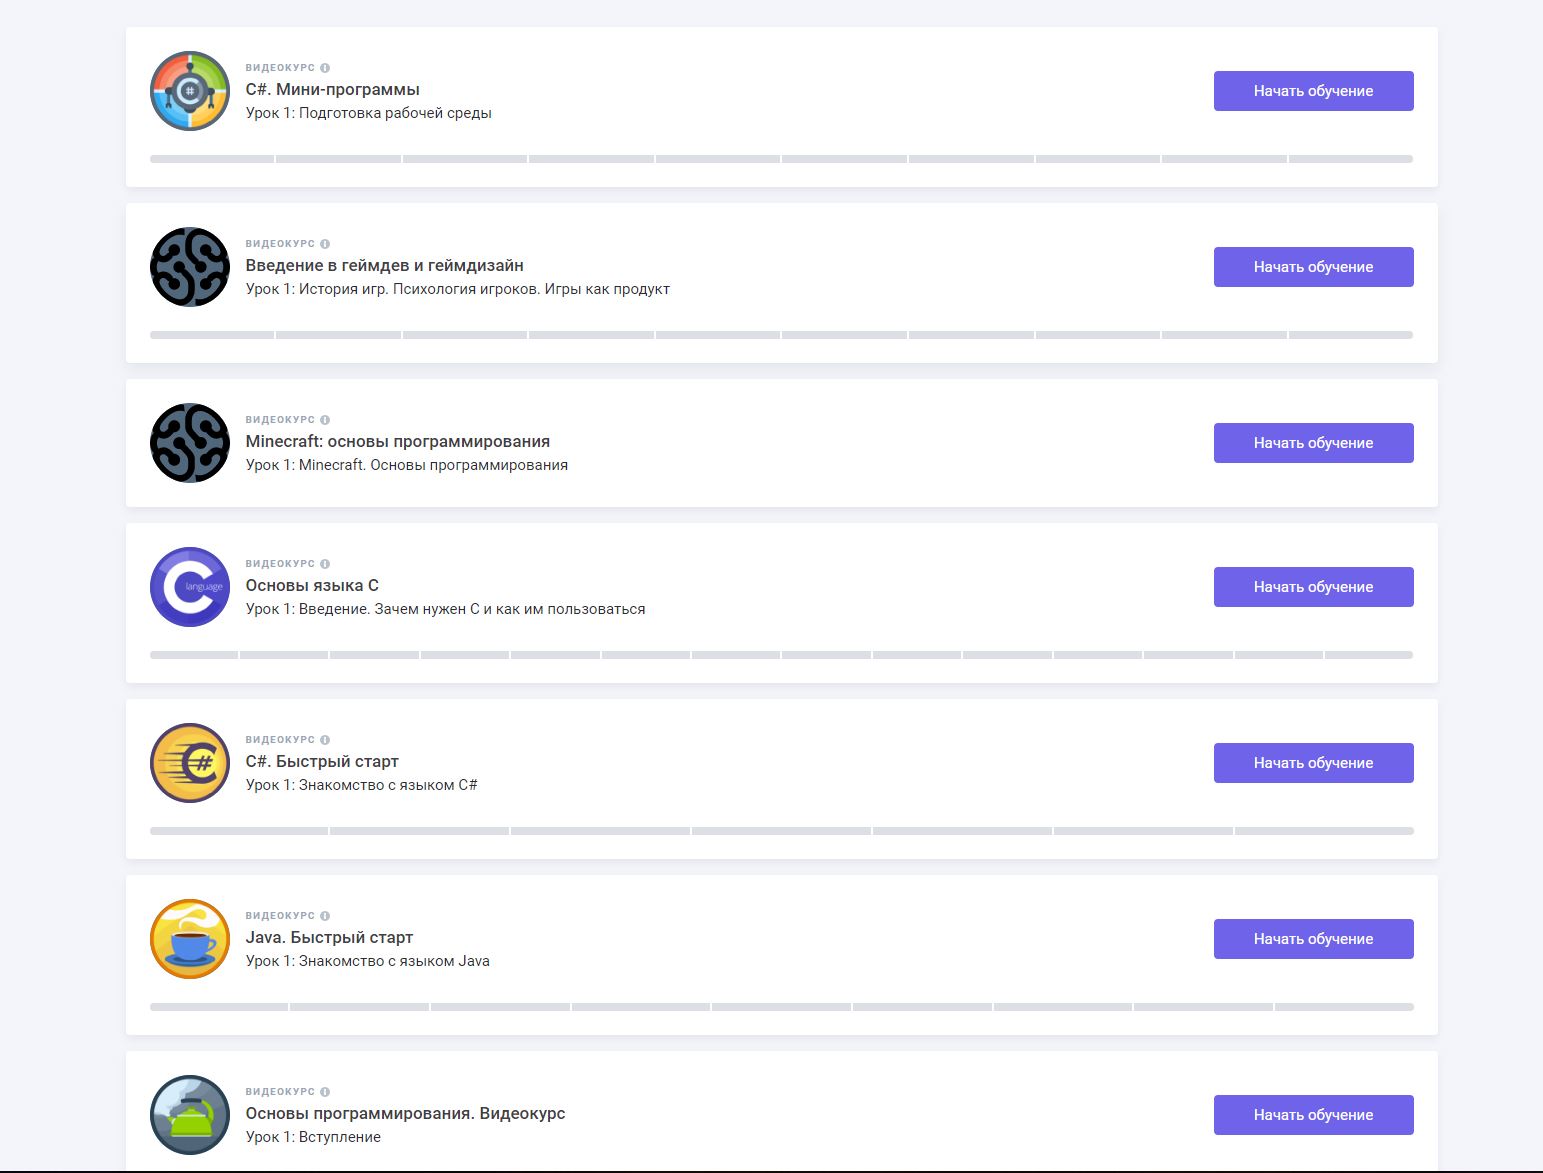 ВИДЕОКУРС
C#. Мини-программы
Урок 1: Подготовка рабочей среды
Начать обучение
ВИДЕОКУРС
Введение в геймдев и геймдизайн
Урок 1: История игр. Психология игроков. Игры как продукт
Начать обучение
ВИДЕОКУРС
Minecraft: основы программирования
Урок 1: Minecraft. Основы программирования
Начать обучение
C language
ВИДЕОКУРС
Основы языка C
Урок 1: Введение. Зачем нужен C и как им пользоваться
Начать обучение
C#
ВИДЕОКУРС
C#. Быстрый старт
Урок 1: Знакомство с языком C#
Начать обучение
ВИДЕОКУРС
Java. Быстрый старт
Урок 1: Знакомство с языком Java
Начать обучение
ВИДЕОКУРС
Основы программирования. Видеокурс
Урок 1: Вступление
Начать обучение